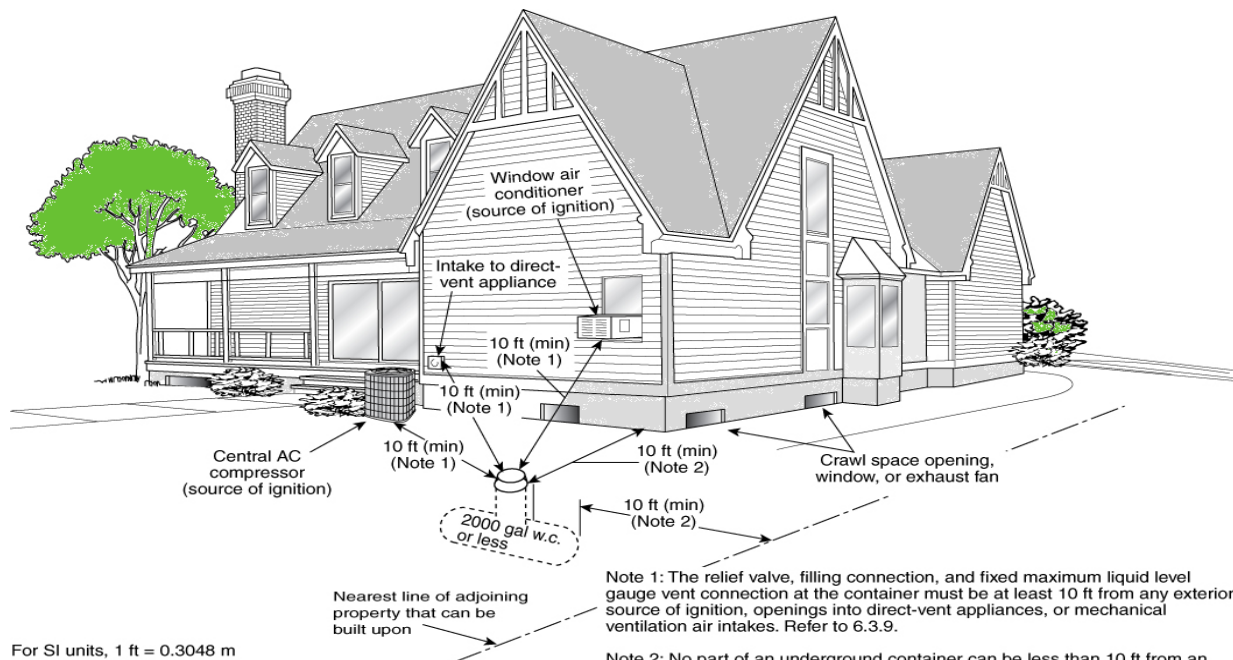 Window air
conditioner
(source of ignition)
Intake to direct-
vent appliance
10 ft (min)
(Note 1)
10 ft (min)
(Note 1)
10 ft (min)
(Note 1)
10 ft (min)
(Note 2)
Central AC
compressor
(source of ignition)
Crawl space opening,
window, or exhaust fan
10 ft (min)
(Note 2)
2000 gal w.c.
or less
Nearest line of adjoining
property that can be
built upon
Note 1: The relief valve, filling connection, and fixed maximum liquid level
gauge vent connection at the container must be at least 10 ft from any exterior
source of ignition, openings into direct-vent appliances, or mechanical
ventilation air intakes. Refer to 6.3.9.
For SI units, 1 ft = 0.3048 m
Note 2: No part of an underground container can be less than 10 ft from an